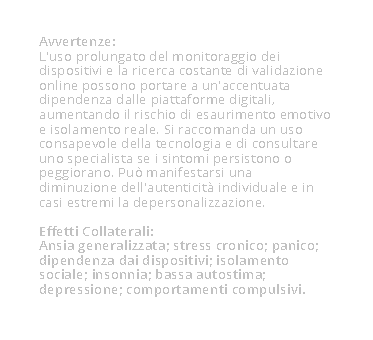 Avvertenze:
L'uso prolungato del monitoraggio dei
dispositivi e la ricerca costante di validazione
online possono portare a un'accentuata
dipendenza dalle piattaforme digitali,
aumentando il rischio di esaurimento emotivo
e isolamento reale. Si raccomanda un uso
consapevole della tecnologia e di consultare
uno specialista se i sintomi persistono o
peggiorano. Può manifestarsi una
diminuzione dell'autenticità individuale e in
casi estremi la depersonalizzazione.
Effetti Collaterali:
Ansia generalizzata; stress cronico; panico;
dipendenza dai dispositivi; isolamento
sociale; insonnia; bassa autostima;
depressione; comportamenti compulsivi.